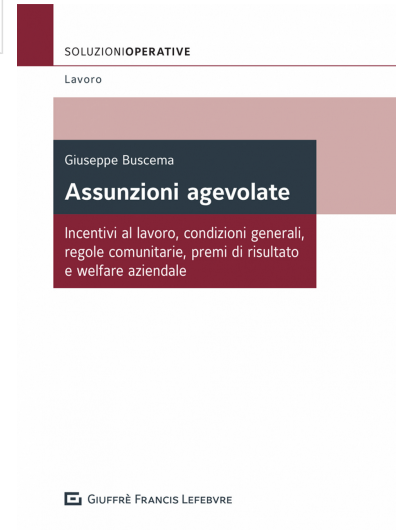 SOLUZIONIOPERATIVE
Lavoro
Giuseppe Buscema
Assunzioni agevolate
Incentivi al lavoro, condizioni generali,
regole comunitarie, premi di risultato
e welfare aziendale
GIUFFRÈ FRANCIS LEFEBVRE